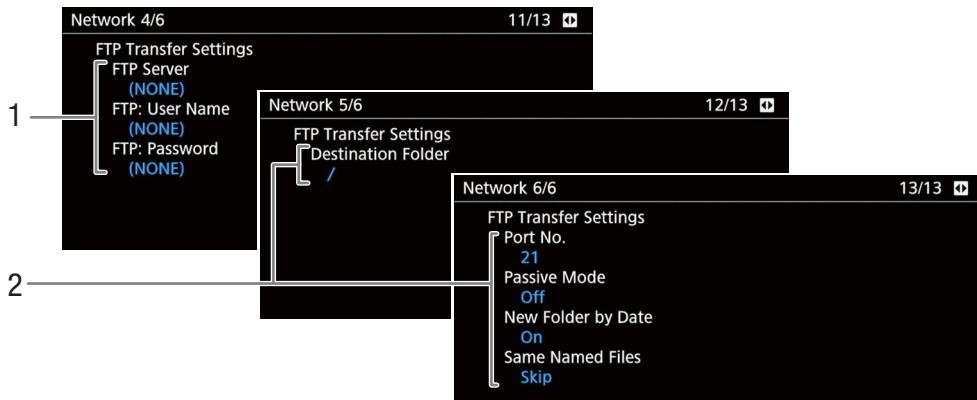 Network 4/6 11/13
FTP Transfer Settings
FTP Server
(NONE)
FTP: User Name
(NONE)
FTP: Password
(NONE)
1
Network 5/6 12/13
FTP Transfer Settings
Destination Folder
/
2
Network 6/6 13/13
FTP Transfer Settings
Port No.
21
Passive Mode
Off
New Folder by Date
On
Same Named Files
Skip